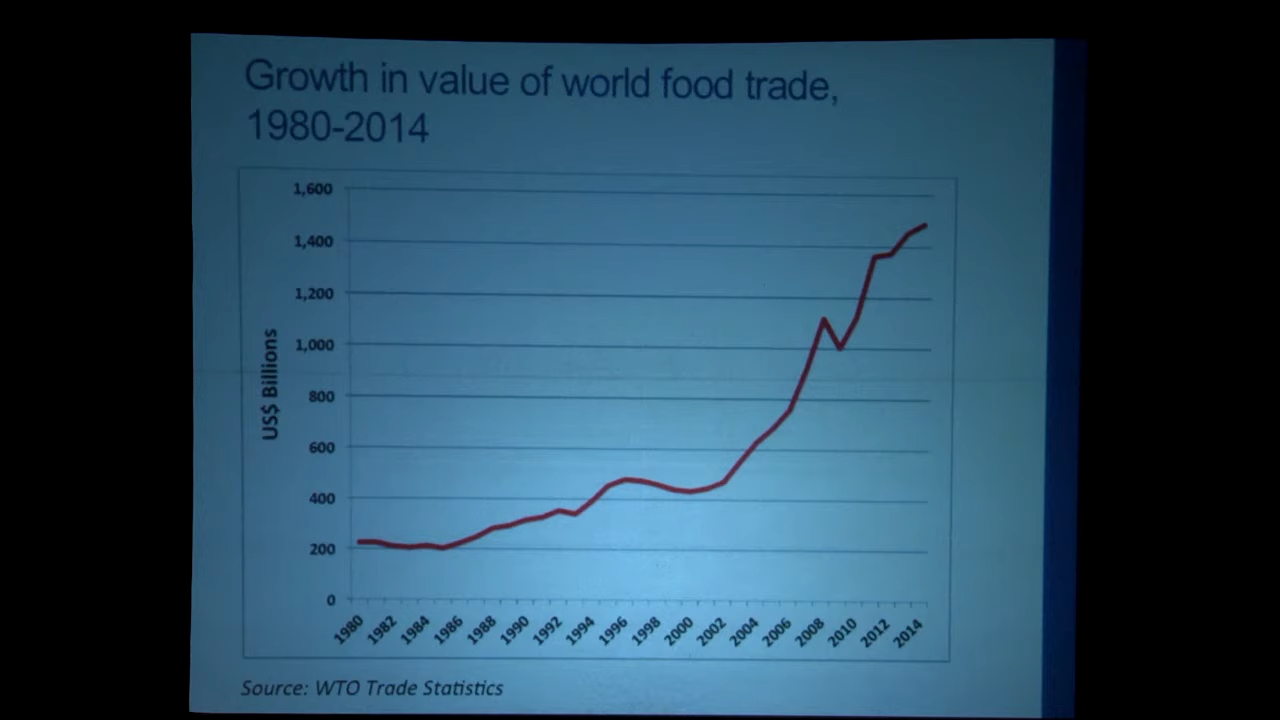 Growth in value of world food trade,
1980-2014
1,600
1,400
1,200
1,000
800
600
400
200
0
US$ Billions
1980 1982 1984 1986 1988 1990 1992 1994 1996 1998 2000 2002 2004 2006 2008 2010 2012 2014
Source: WTO Trade Statistics